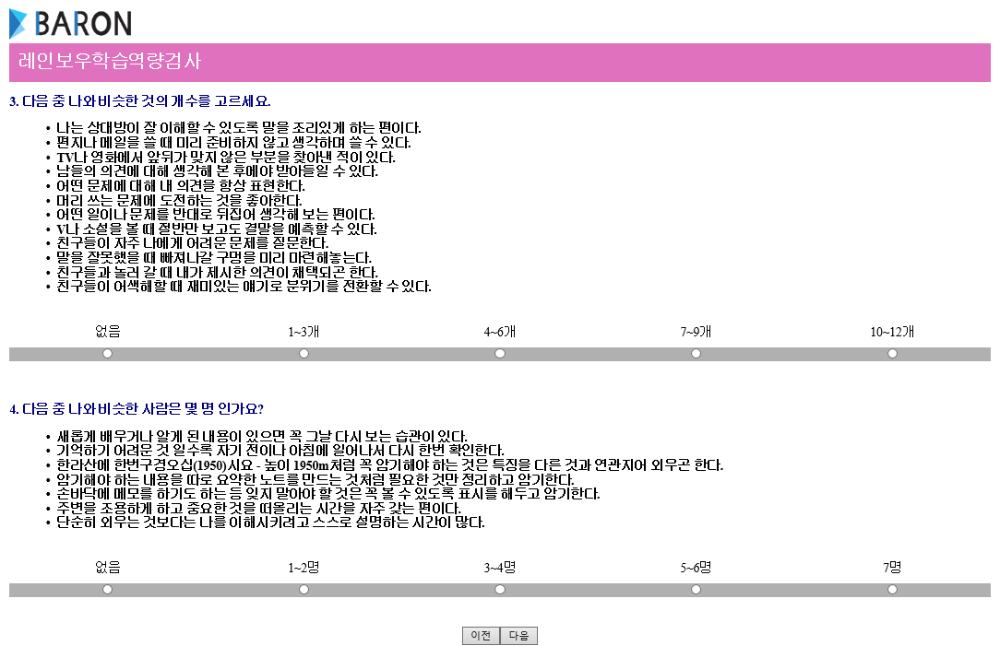 BARON
레인보우학습역량검사
3. 다음 중 나와 비슷한 것의 개수를 고르세요.
• 나는 상대방이 잘 이해할 수 있도록 말을 조리있게 하는 편이다.
• 편지나 메일을 쓸 때 미리 준비하지 않고 생각하며 쓸 수 있다.
• TV나 영화에서 앞뒤가 맞지 않은 부분을 찾아낸 적이 있다.
• 남들의 의견에 대해 생각해 본 후에야 받아들일 수 있다.
• 어떤 문제에 대해 내 의견을 항상 표현한다.
• 머리 쓰는 문제에 도전하는 것을 좋아한다.
• 어떤 일이나 문제를 반대로 뒤집어 생각해 보는 편이다.
• V나 소설을 볼 때 절반만 보고도 결말을 예측할 수 있다.
• 친구들이 자주 나에게 어려운 문제를 질문한다.
• 말을 잘못했을 때 빠져나갈 구멍을 미리 마련해놓는다.
• 친구들과 놀러 갈 때 내가 제시한 의견이 채택되곤 한다.
• 친구들이 어색해할 때 재미있는 얘기로 분위기를 전환할 수 있다.
없음 1~3개 4~6개 7~9개 10~12개
4. 다음 중 나와 비슷한 사람은 몇 명 인가요?
• 새롭게 배우거나 알게 된 내용이 있으면 꼭 그날 다시 보는 습관이 있다.
• 기억하기 어려운 것 일수록 자기 전이나 아침에 일어나서 다시 한번 확인한다.
• 한라산에 한번구경오십(1950)시요 - 높이 1950m처럼 꼭 암기해야 하는 것은 특징을 다른 것과 연관지어 외우곤 한다.
• 암기해야 하는 내용을 따로 요약한 노트를 만드는 것처럼 필요한 것만 정리하고 암기한다.
• 손바닥에 메모를 하기도 하는 등 잊지 말아야 할 것은 꼭 볼 수 있도록 표시를 해두고 암기한다.
• 주변을 조용하게 하고 중요한 것을 떠올리는 시간을 자주 갖는 편이다.
• 단순히 외우는 것보다는 나를 이해시키려고 스스로 설명하는 시간이 많다.
없음 1~2명 3~4명 5~6명 7명
이전 다음